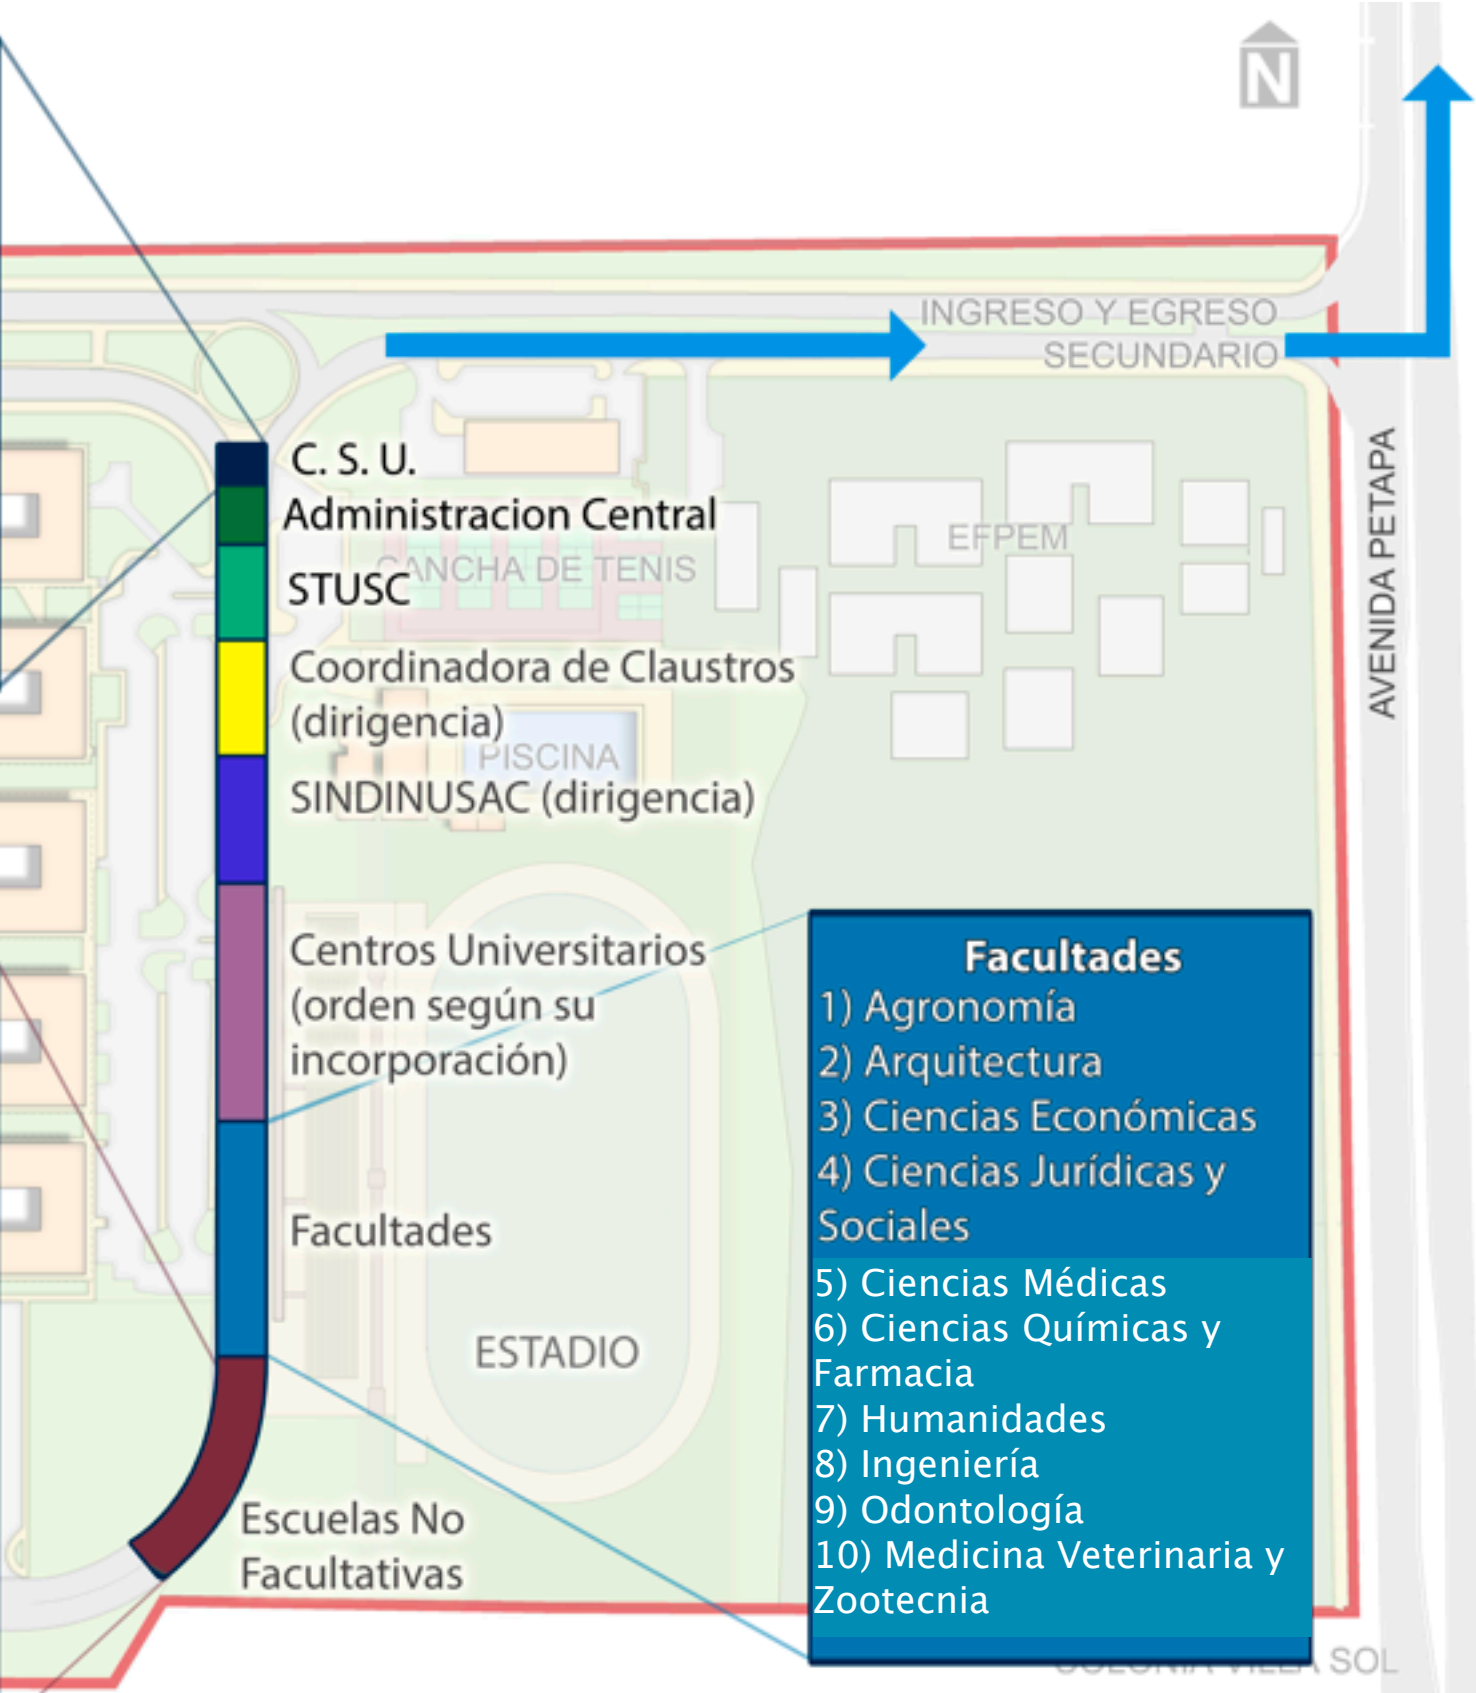 N
INGRESO Y EGRESO
SECUNDARIO
AVENIDA PETAPA
C. S. U.
Administracion Central
CANCHA DE TENIS
STUSC
EFPEM
Coordinadora de Claustros
(dirigencia)
PISCINA
SINDINUSAC (dirigencia)
Centros Universitarios
(orden según su
incorporación)
Facultades
ESTADIO
Escuelas No
Facultativas
Facultades
1) Agronomía
2) Arquitectura
3) Ciencias Económicas
4) Ciencias Jurídicas y
Sociales
5) Ciencias Médicas
6) Ciencias Químicas y
Farmacia
7) Humanidades
8) Ingeniería
9) Odontología
10) Medicina Veterinaria y
Zootecnia
COLONIA VILLA SOL